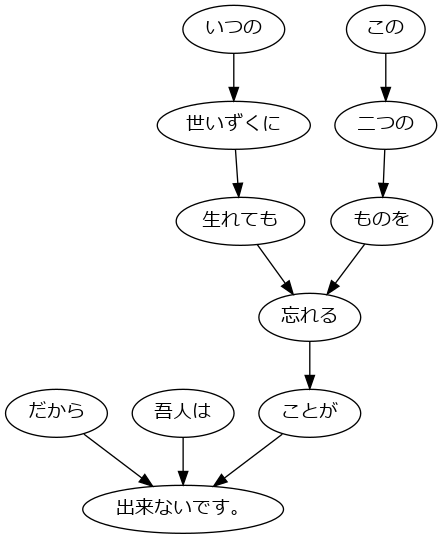 いつの
この
世いずくに
二つの
生れても
ものを
忘れる
だから
吾人は
ことが
出来ないです。